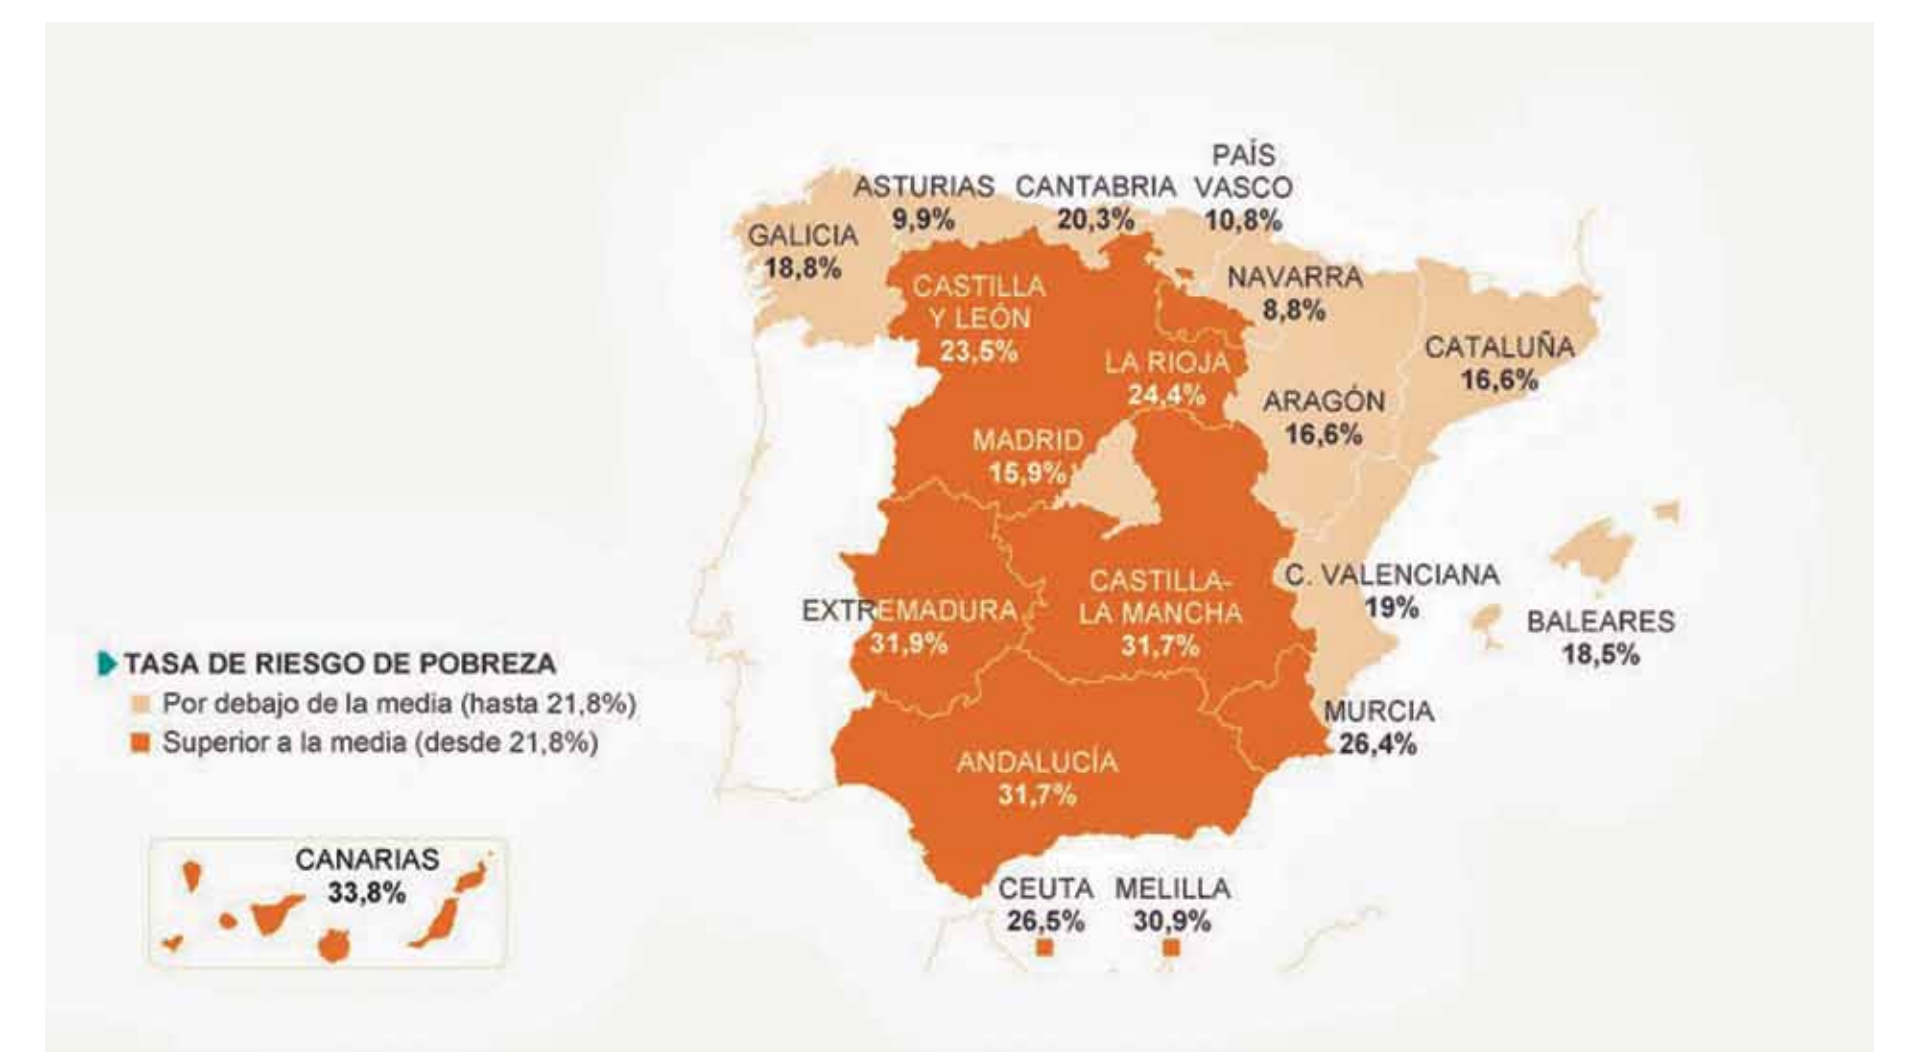 PAÍS
ASTURIAS CANTABRIA VASCO
9,9% 20,3% 10,8%
GALICIA
18,8%
CASTILLA
Y LEÓN
23,5%
NAVARRA
8,8%
LA RIOJA
24,4%
CATALUÑA
16,6%
ARAGÓN
16,6%
MADRID
15,9%
EXTREMADURA
31,9%
CASTILLA-
LA MANCHA
31,7%
C. VALENCIANA
19%
BALEARES
18,5%
TASA DE RIESGO DE POBREZA
Por debajo de la media (hasta 21,8%)
Superior a la media (desde 21,8%)
MURCIA
26,4%
ANDALUCÍA
31,7%
CANARIAS
33,8%
CEUTA MELILLA
26,5% 30,9%